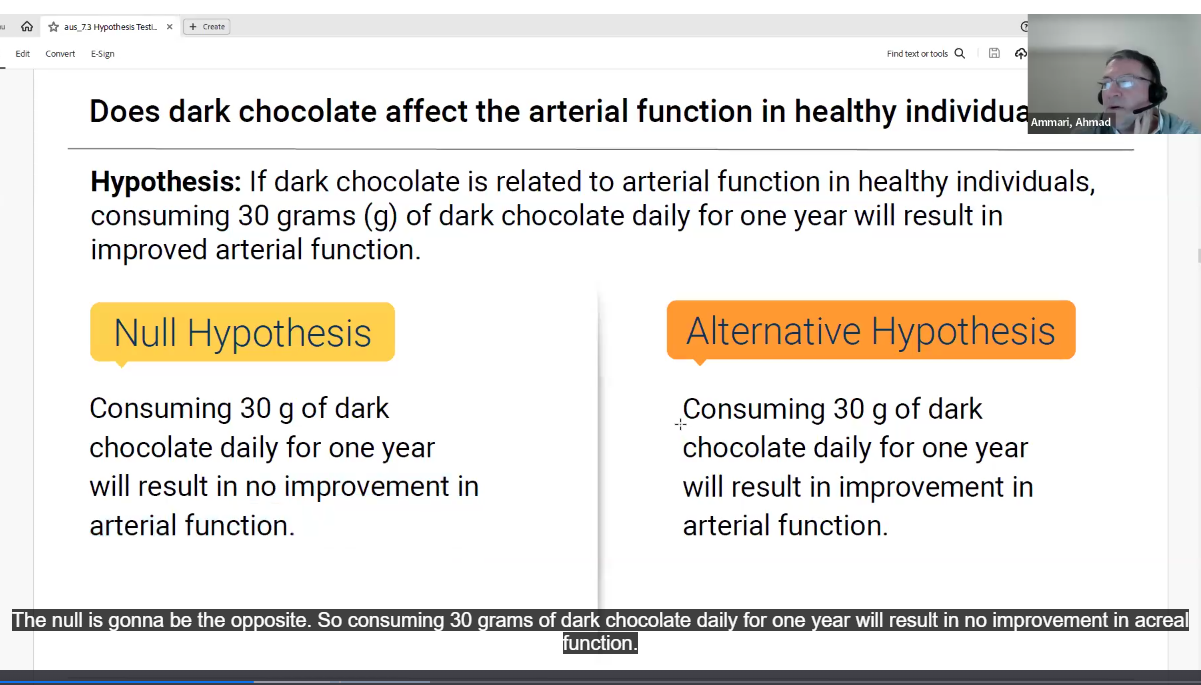 aus_7.3 Hypothesis Testi...
Create
Edit Convert E-Sign
Find text or tools
Does dark chocolate affect the arterial function in healthy individua
Ammari, Ahmad
Hypothesis: If dark chocolate is related to arterial function in healthy individuals,
consuming 30 grams (g) of dark chocolate daily for one year will result in
improved arterial function.
Null Hypothesis
Consuming 30 g of dark
chocolate daily for one year
will result in no improvement in
arterial function.
Alternative Hypothesis
Consuming 30 g of dark
chocolate daily for one year
will result in improvement in
arterial function.
The null is gonna be the opposite. So consuming 30 grams of dark chocolate daily for one year will result in no improvement in acreal
function.